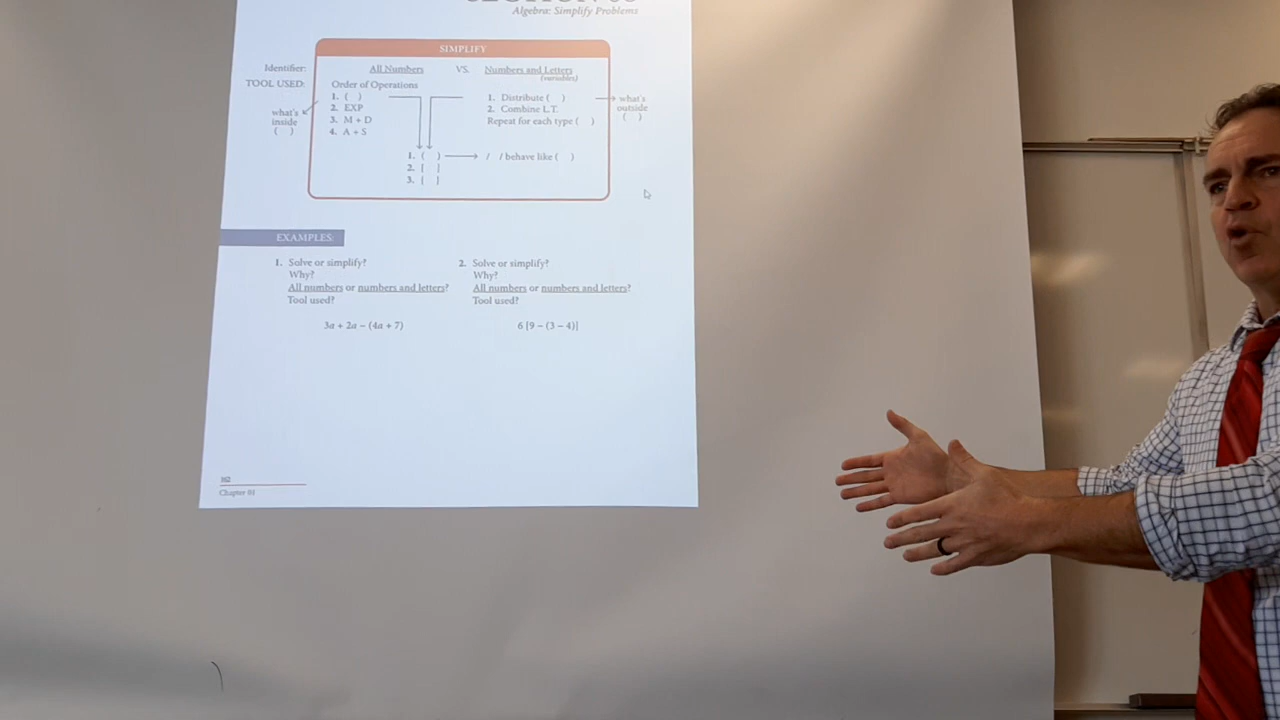 Algebra: Simplify Problems
SIMPLIFY
Identifier: All Numbers VS. Numbers and Letters
(variables)
TOOL USED: Order of Operations
1. ( ) 1. Distribute ( ) what's
2. EXP 2. Combine L.T. outside
3. M + D Repeat for each type ( ) ( )
4. A + S
what's
inside
( )
1. ( ) / / behave like ( )
2. [ ]
3. { }
EXAMPLES:
1. Solve or simplify?
Why?
All numbers or numbers and letters?
Tool used?
3a + 2a – (4a + 7)
2. Solve or simplify?
Why?
All numbers or numbers and letters?
Tool used?
6 [9 – (3 – 4)]
162
Chapter 03